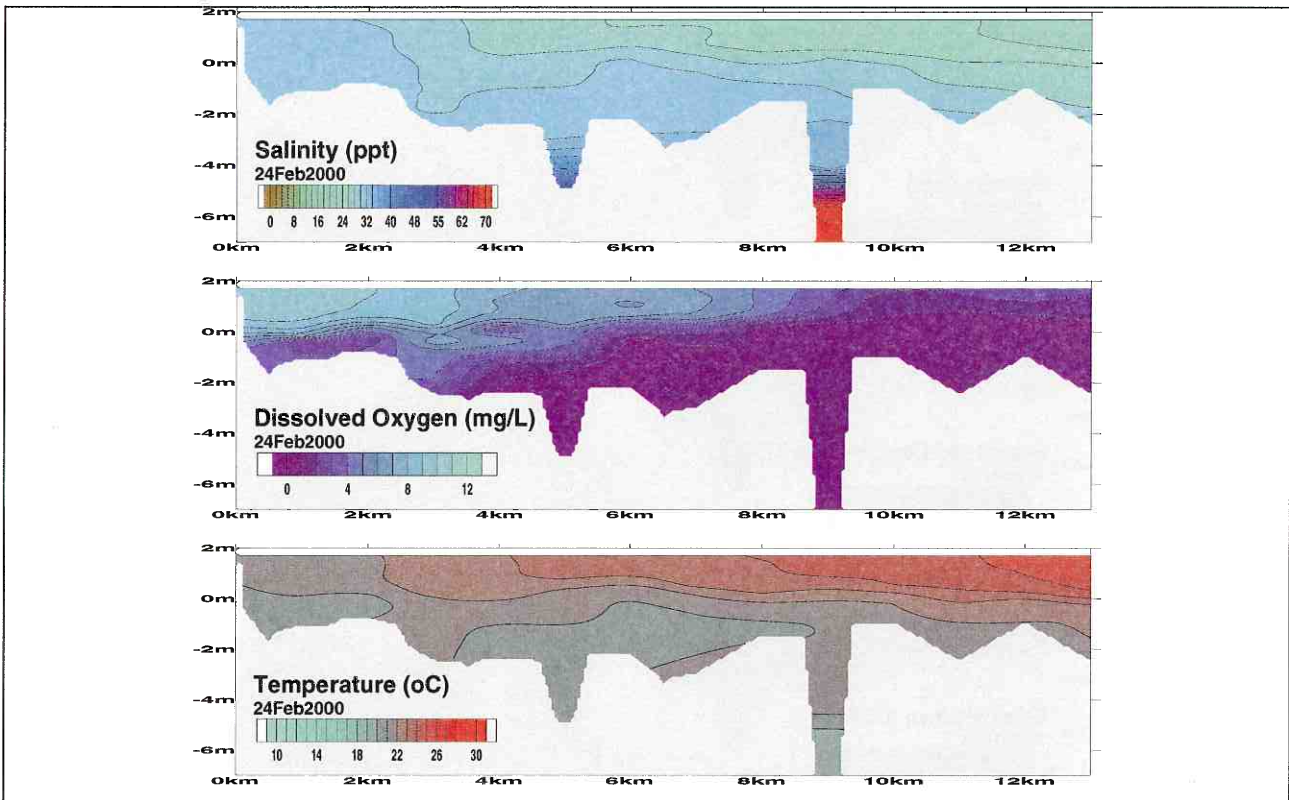 2m
0m
-2m
-4m
-6m
Salinity (ppt)
24Feb2000
0 8 16 24 32 40 48 55 62 70
0km 2km 4km 6km 8km 10km 12km
2m
0m
-2m
-4m
-6m
Dissolved Oxygen (mg/L)
24Feb2000
0 4 8 12
0km 2km 4km 6km 8km 10km 12km
2m
0m
-2m
-4m
-6m
Temperature (oC)
24Feb2000
10 14 18 22 26 30
0km 2km 4km 6km 8km 10km 12km